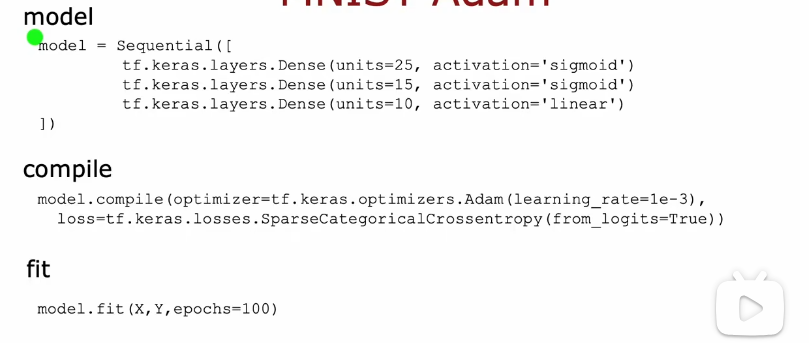 MNIST Adam
model
model = Sequential([
tf.keras.layers.Dense(units=25, activation='sigmoid')
tf.keras.layers.Dense(units=15, activation='sigmoid')
tf.keras.layers.Dense(units=10, activation='linear')
])
compile
model.compile(optimizer=tf.keras.optimizers.Adam(learning_rate=1e-3),
loss=tf.keras.losses.SparseCategoricalCrossentropy(from_logits=True))
fit
model.fit(X,Y,epochs=100)